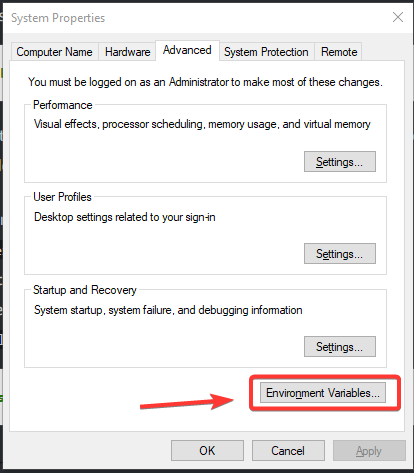 System Properties
Computer Name Hardware Advanced System Protection Remote
You must be logged on as an Administrator to make most of these changes.
Performance
Visual effects, processor scheduling, memory usage, and virtual memory
Settings...
User Profiles
Desktop settings related to your sign-in
Settings...
Startup and Recovery
System startup, system failure, and debugging information
Settings...
Environment Variables...
OK Cancel Apply